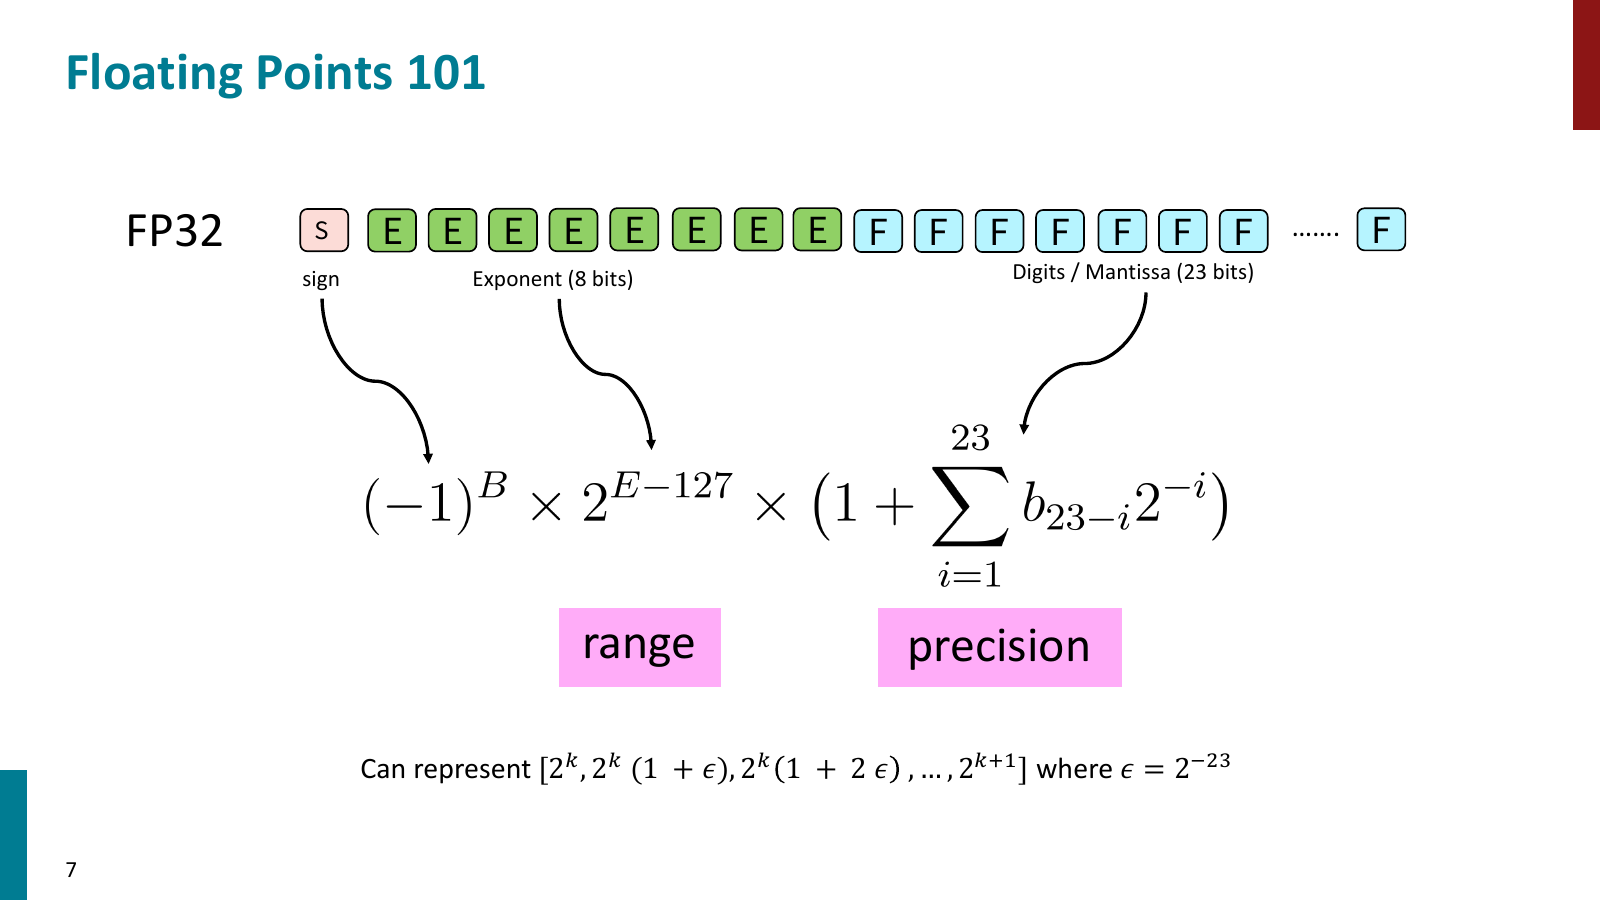 Floating Points 101
FP32 S E E E E E E E E F F F F F F F ....... F
sign Exponent (8 bits) Digits / Mantissa (23 bits)
(−1)^B × 2^{E−127} × (1 + ∑_{i=1}^{23} b_{23−i} 2^{−i})
range precision
Can represent [2^k, 2^k (1 + ϵ), 2^k(1 + 2 ϵ) , … , 2^{k+1}] where ϵ = 2^{−23}
7